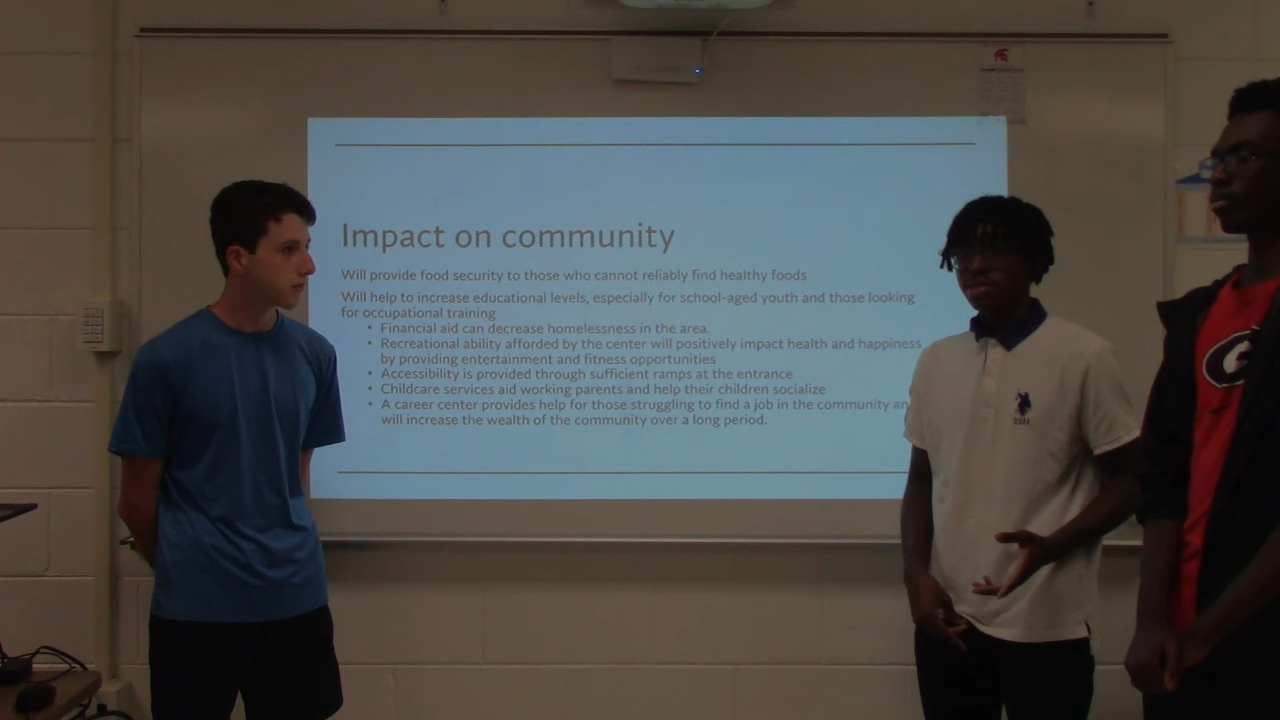 Impact on community
Will provide food security to those who cannot reliably find healthy foods
Will help to increase educational levels, especially for school-aged youth and those looking
for occupational training
• Financial aid can decrease homelessness in the area.
• Recreational ability afforded by the center will positively impact health and happiness
by providing entertainment and fitness opportunities
• Accessibility is provided through sufficient ramps at the entrance
• Childcare services aid working parents and help their children socialize
• A career center provides help for those struggling to find a job in the community an
will increase the wealth of the community over a long period.